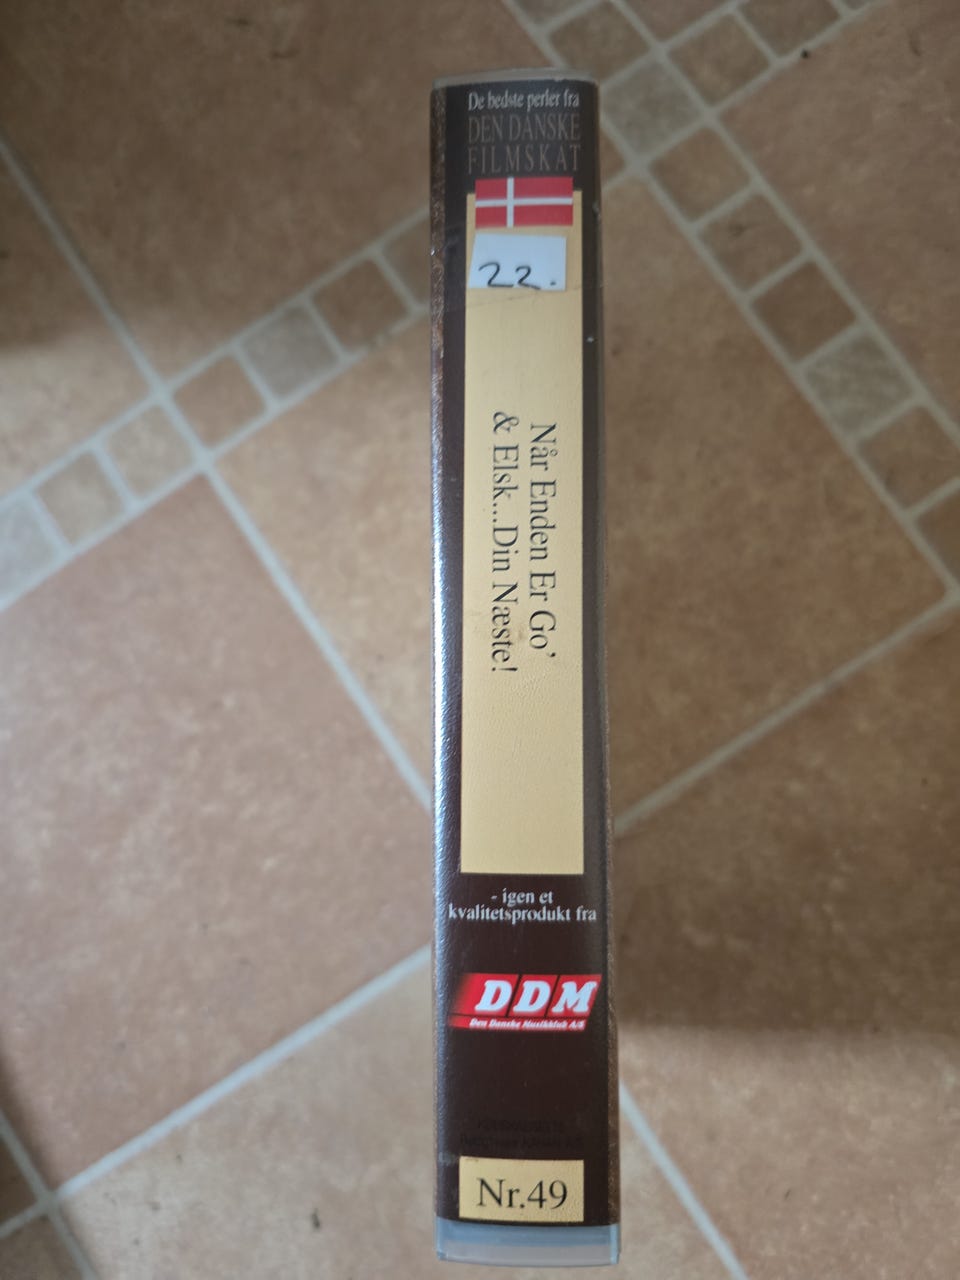 De bedste perler fra
DEN DANSKE
FILMSKAT
22.
Når Enden Er Go'
& Elsk...Din Næste!
- igen et
kvalitetsprodukt fra
DDM
Den Danske Musikklub A/S
Nr.49